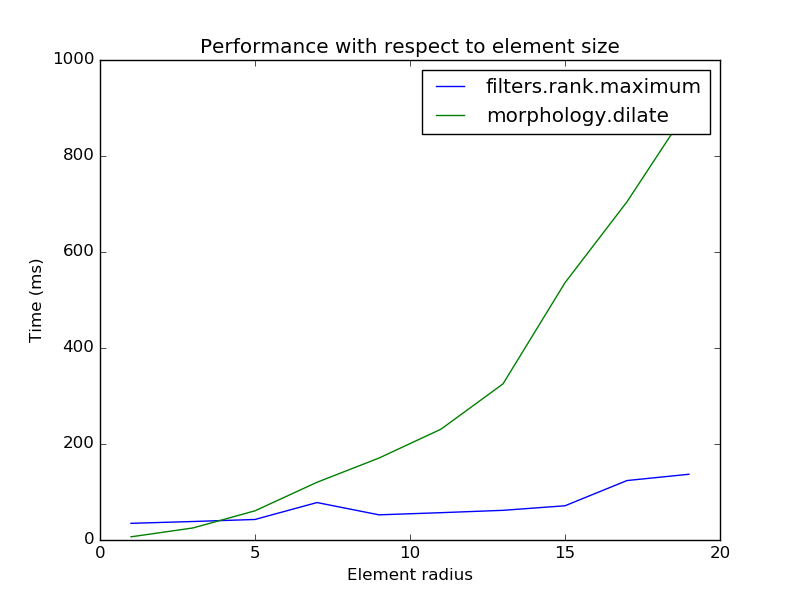 Performance with respect to element size
filters.rank.maximum
morphology.dilate
1000
800
600
400
200
0
Time (ms)
0 5 10 15 20
Element radius